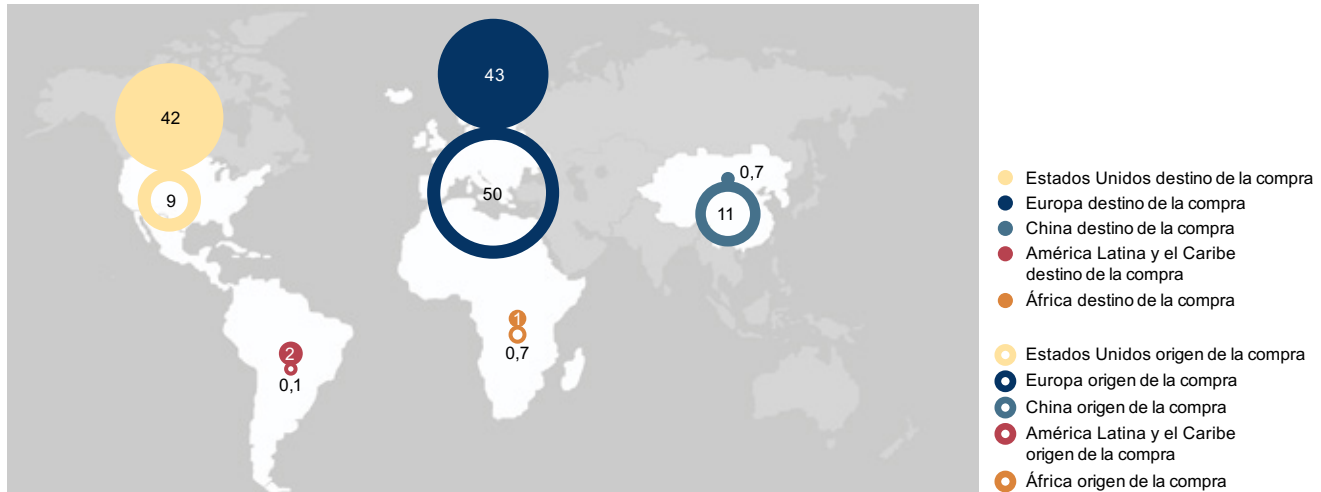 43
42
50
9
0,7
11
1
0,7
2
0,1
Estados Unidos destino de la compra
Europa destino de la compra
China destino de la compra
América Latina y el Caribe
destino de la compra
África destino de la compra
Estados Unidos origen de la compra
Europa origen de la compra
China origen de la compra
América Latina y el Caribe
origen de la compra
África origen de la compra